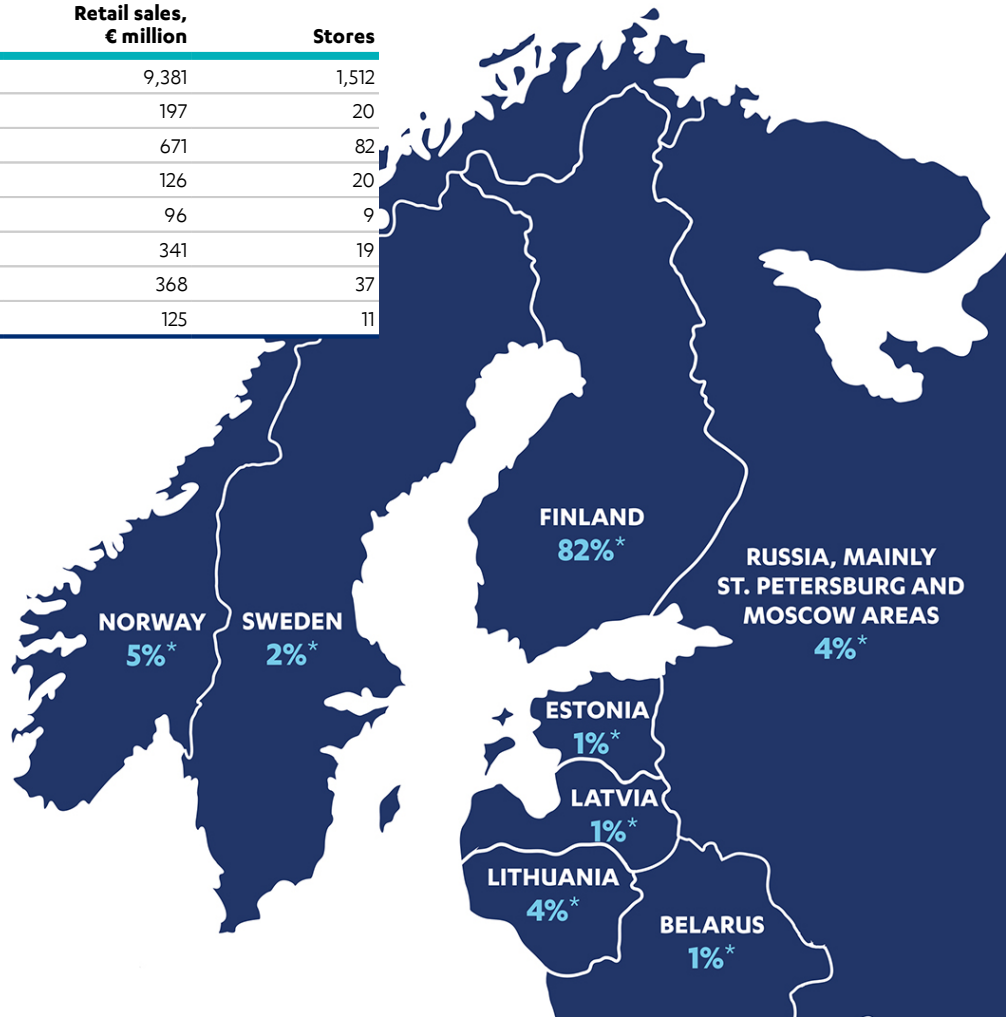 Retail sales,
€ million Stores
9,381 1,512
197 20
671 82
126 20
96 9
341 19
368 37
125 11
FINLAND
82%*
RUSSIA, MAINLY
ST. PETERSBURG AND
MOSCOW AREAS
4%*
NORWAY
5%*
SWEDEN
2%*
ESTONIA
1%*
LATVIA
1%*
LITHUANIA
4%*
BELARUS
1%*